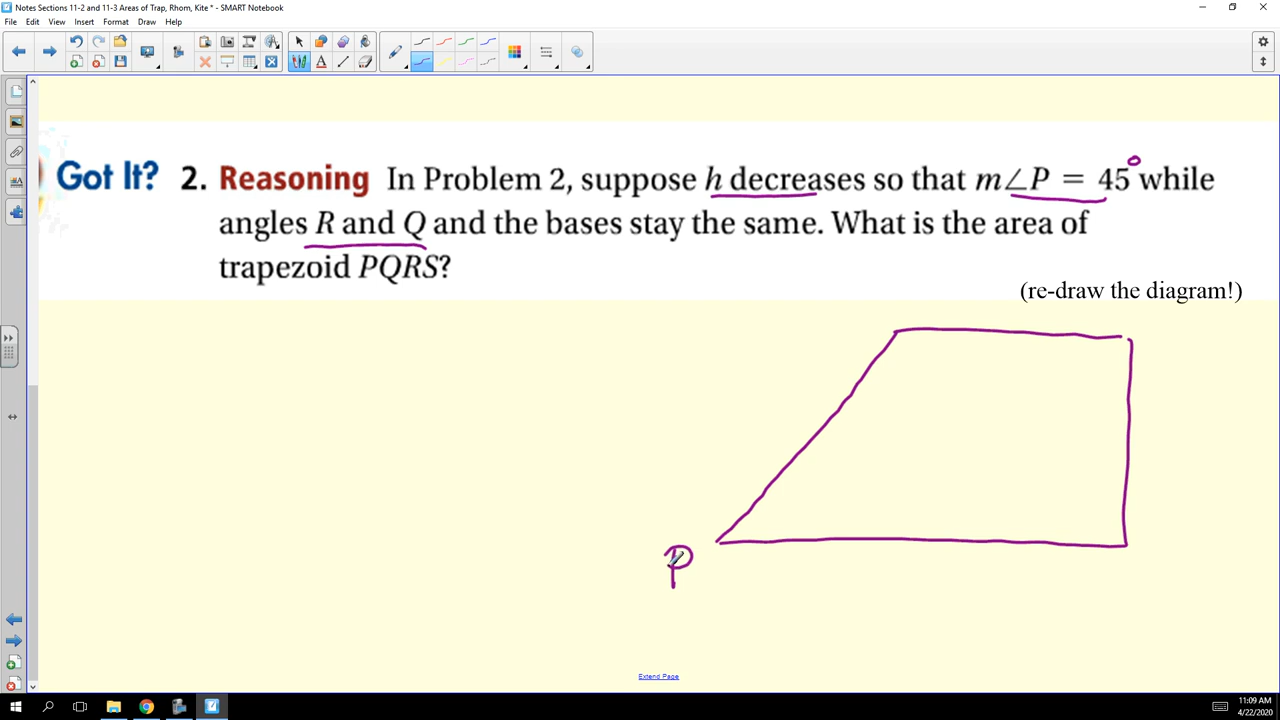 Notes Sections 11-2 and 11-3 Areas of Trap, Rhom, Kite * - SMART Notebook
File Edit View Insert Format Draw Help
Got It? 2. Reasoning In Problem 2, suppose h decreases so that m∠P = 45° while
angles R and Q and the bases stay the same. What is the area of
trapezoid PQRS?
(re-draw the diagram!)
P
Extend Page
11:09 AM
4/22/2020